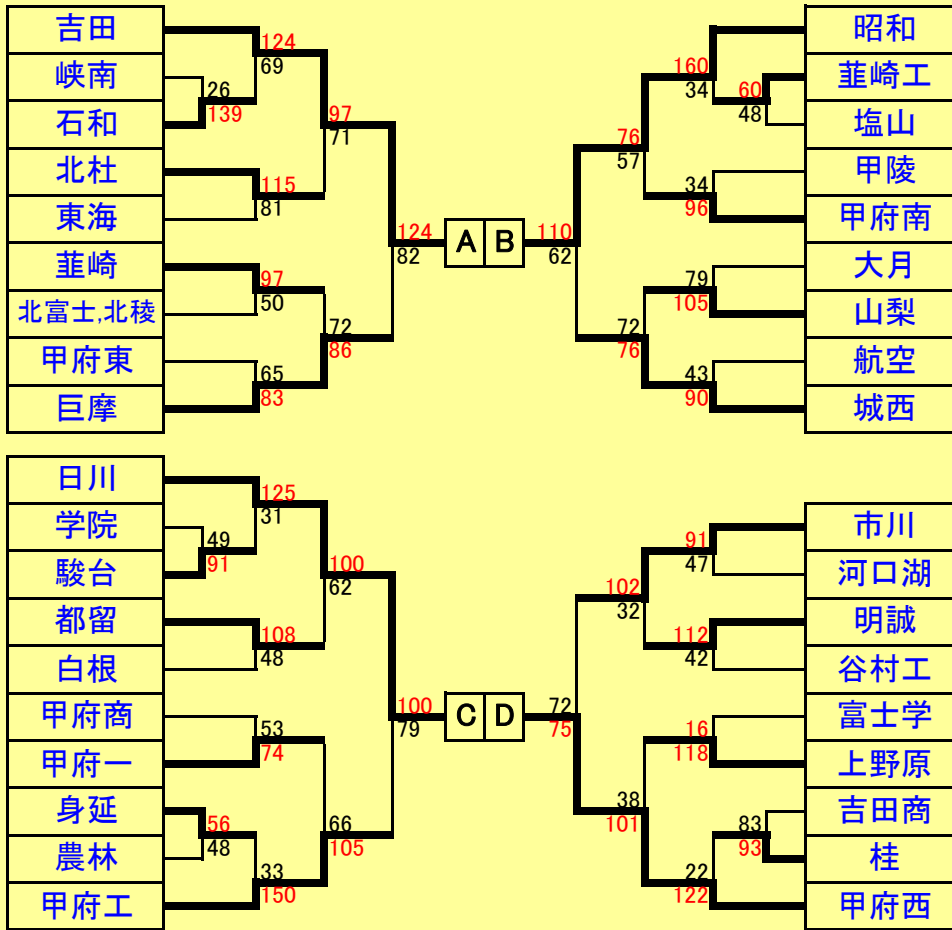 吉田
峡南
石和
北杜
東海
韮崎
北富士,北稜
甲府東
巨摩
124
69
26
139
97
71
115
81
124
82
97
50
72
86
65
83
A B
昭和
韮崎工
塩山
甲陵
甲府南
大月
山梨
航空
城西
160
34
60
48
76
57
34
96
110
62
79
105
72
76
43
90
日川
学院
駿台
都留
白根
甲府商
甲府一
身延
農林
甲府工
125
31
49
91
100
62
108
48
100
79
53
74
56
48
66
105
33
150
C D
市川
河口湖
明誠
谷村工
富士学
上野原
吉田商
桂
甲府西
91
47
102
32
112
42
72
75
16
118
38
101
83
93
22
122